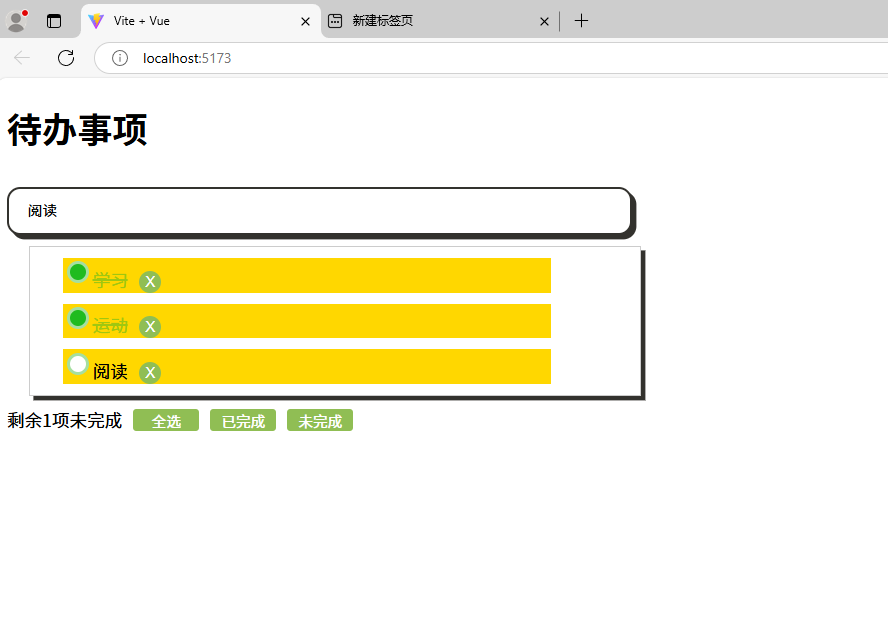 Vite + Vue
新建标签页
localhost:5173
待办事项
阅读
学习 X
运动 X
阅读 X
剩余1项未完成 全选 已完成 未完成